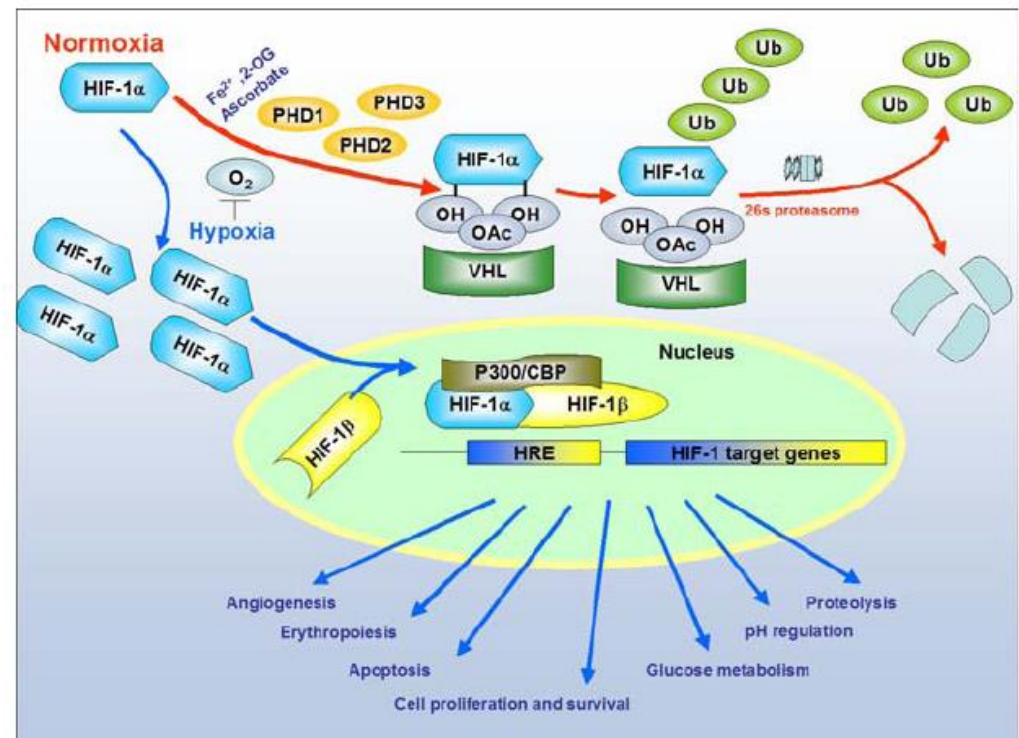 Normoxia
HIF-1α
Fe²⁺ ,2-OG
Ascorbate
PHD1
PHD3
PHD2
O₂
Hypoxia
HIF-1α
HIF-1α
HIF-1α
HIF-1α
HIF-1α
OH
OH
OAc
VHL
Ub
Ub
Ub
HIF-1α
OH
OH
OAc
VHL
26s proteasome
Ub
Ub
Ub
Nucleus
P300/CBP
HIF-1α
HIF-1β
HIF-1β
HRE
HIF-1 target genes
Angiogenesis
Erythropoiesis
Apoptosis
Cell proliferation and survival
Glucose metabolism
pH regulation
Proteolysis